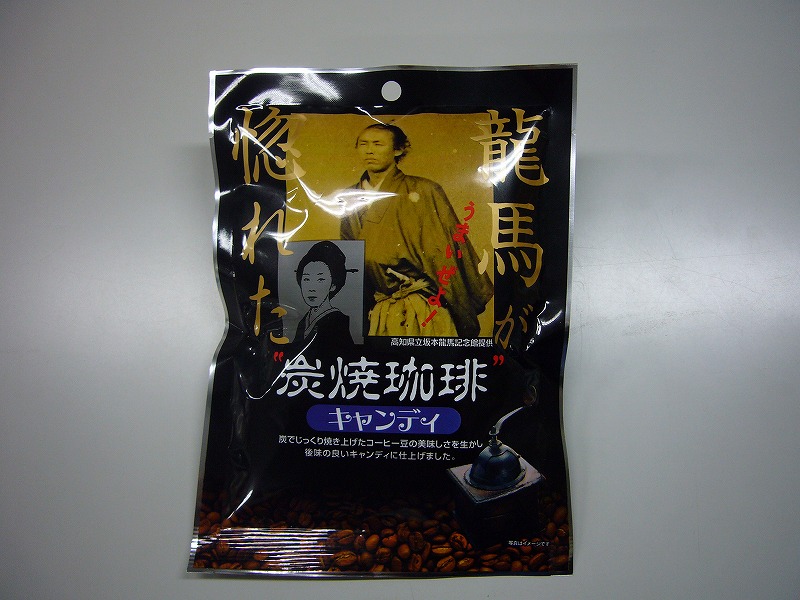 龍馬が
惚れた
うまいぜよ!
高知県立坂本龍馬記念館提供
“炭焼珈琲”
キャンディ
炭でじっくり焼き上げたコーヒー豆の美味しさを生かし
後味の良いキャンディに仕上げました。
写真はイメージです